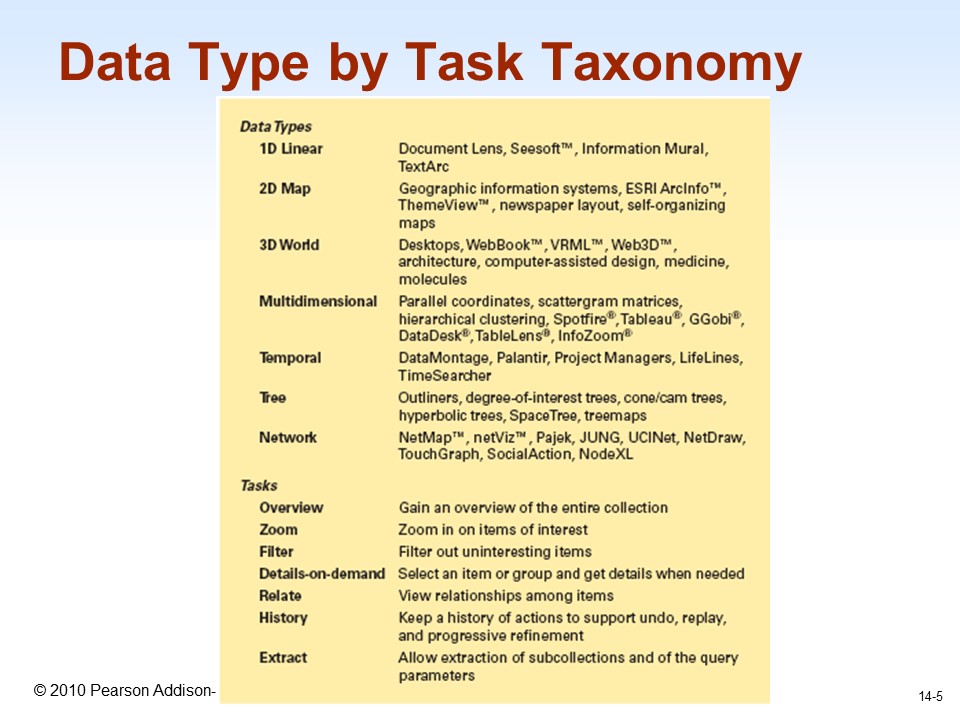 Data Type by Task Taxonomy
Data Types
1D Linear Document Lens, Seesoft™, Information Mural,
TextArc
2D Map Geographic information systems, ESRI ArcInfo™,
ThemeView™, newspaper layout, self-organizing
maps
3D World Desktops, WebBook™, VRML™, Web3D™,
architecture, computer-assisted design, medicine,
molecules
Multidimensional Parallel coordinates, scattergram matrices,
hierarchical clustering, Spotfire®, Tableau®, GGobi®,
DataDesk®, TableLens®, InfoZoom®
Temporal DataMontage, Palantir, Project Managers, LifeLines,
TimeSearcher
Tree Outliners, degree-of-interest trees, cone/cam trees,
hyperbolic trees, SpaceTree, treemaps
Network NetMap™, netViz™, Pajek, JUNG, UCINet, NetDraw,
TouchGraph, SocialAction, NodeXL
Tasks
Overview Gain an overview of the entire collection
Zoom Zoom in on items of interest
Filter Filter out uninteresting items
Details-on-demand Select an item or group and get details when needed
Relate View relationships among items
History Keep a history of actions to support undo, replay,
and progressive refinement
Extract Allow extraction of subcollections and of the query
parameters
© 2010 Pearson Addison-
14-5